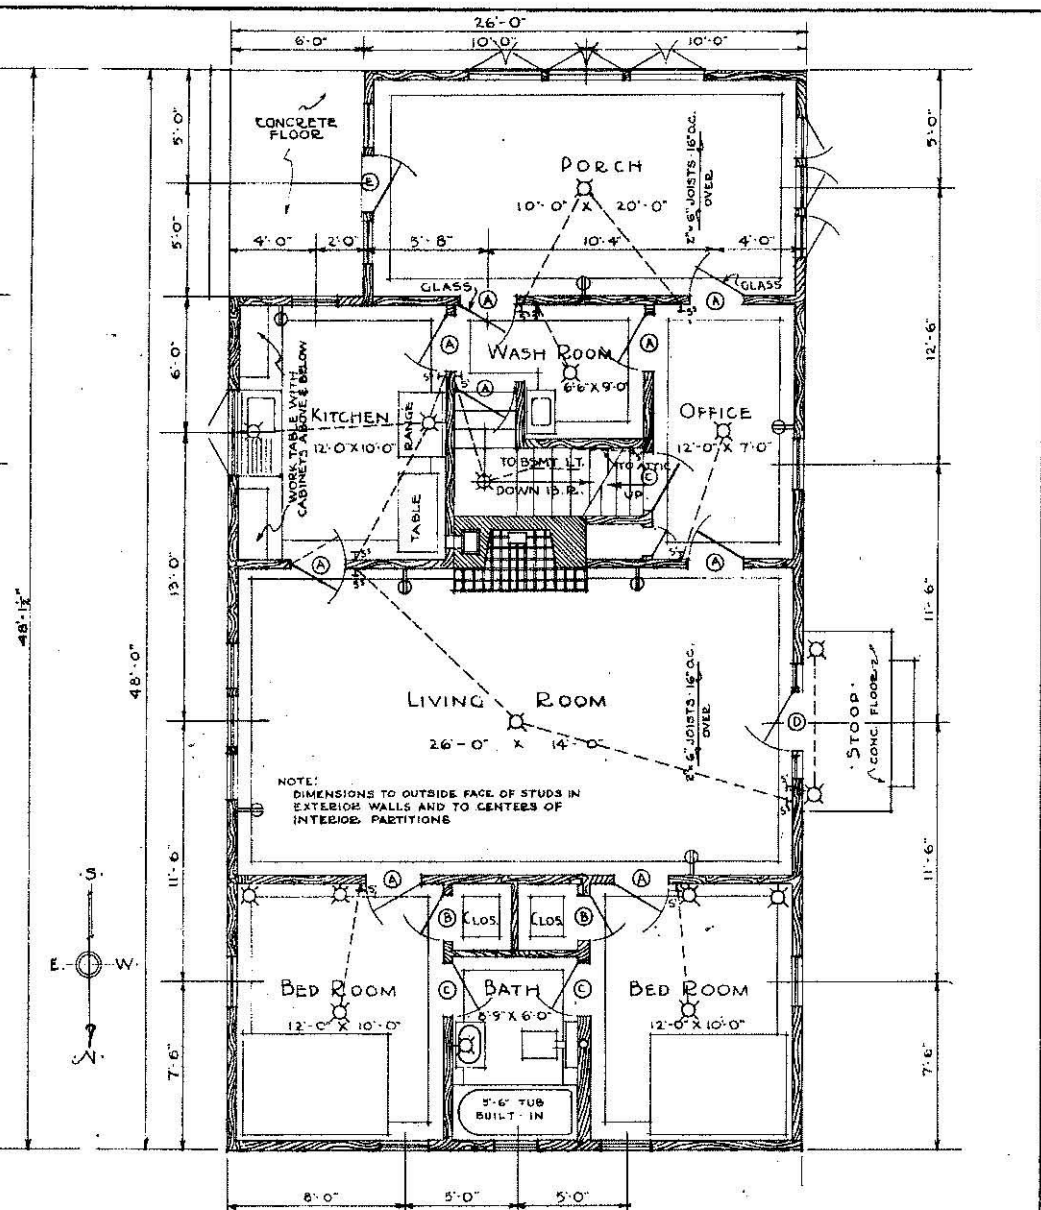 26'-0"
6'-0" 10'-0" 10'-0"
CONCRETE
FLOOR
5'-0"
5'-0"
5'-0"
E
PORCH
10'-0" X 20'-0"
2"x6" JOISTS-16"O.C.
OVER
4'-0" 2'-0" 5'-8" 10'-4" 4'-0"
GLASS
GLASS
A
A
6'-0"
12'-6"
A
WASH ROOM
6'-6" X 9'-0"
A
A
KITCHEN
12'-0" X 10'-0"
RANGE
TABLE
WORK TABLE WITH
CABINETS ABOVE & BELOW
OFFICE
12'-0" X 7'-0"
TO BSMT. LT.
DOWN 13 R.
TO ATTIC
UP
C
A
A
13'-0"
11'-6"
48'-1½"
48'-0"
LIVING ROOM
26'-0" X 14'-0"
2"x6" JOISTS-16"O.C.
OVER
D
STOOP
CONC. FLOOR-2"
NOTE:
DIMENSIONS TO OUTSIDE FACE OF STUDS IN
EXTERIOR WALLS AND TO CENTERS OF
INTERIOR PARTITIONS
11'-6"
11'-6"
A
A
B
CLOS.
CLOS.
B
S
E W
N
BED ROOM
12'-0" X 10'-0"
C
BATH
8'-9" X 6'-0"
C
BED ROOM
12'-0" X 10'-0"
7'-6"
7'-6"
5'-6" TUB
BUILT-IN
8'-0" 5'-0" 5'-0"